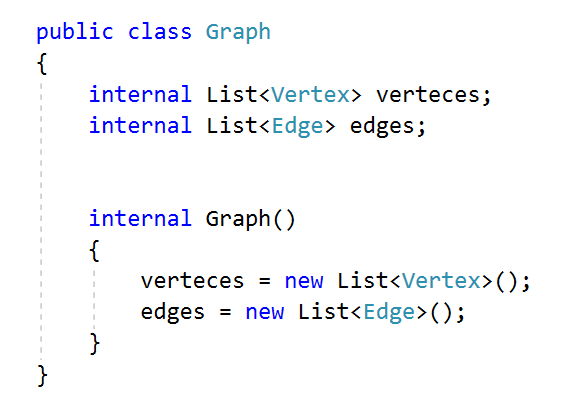 public class Graph
{
internal List<Vertex> verteces;
internal List<Edge> edges;
internal Graph()
{
verteces = new List<Vertex>();
edges = new List<Edge>();
}
}